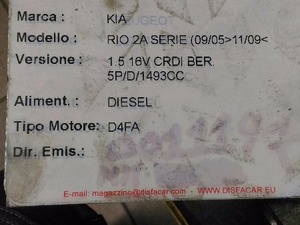 Marca : KIA
Modello : RIO 2A SERIE (09/05>11/09<
Versione : 1.5 16V CRDI BER.
5P/D/1493CC
Aliment. : DIESEL
Tipo Motore: D4FA
Dir. Emis.:
E-mail: magazzino@disfacar.com - WWW.DISFACAR.EU